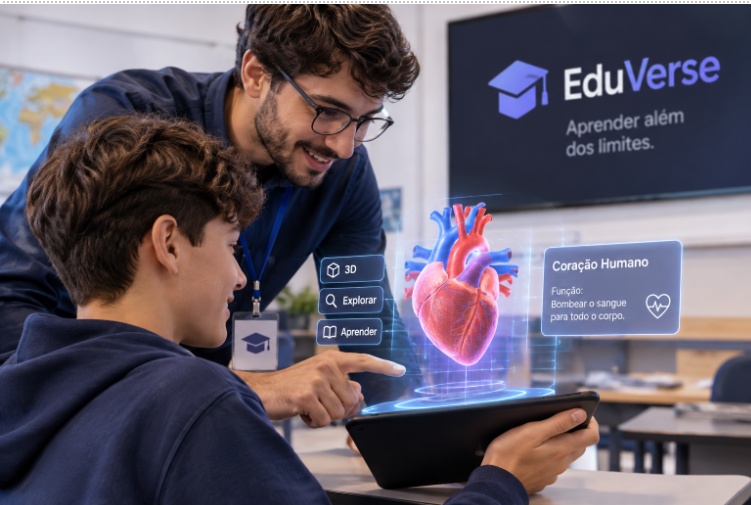 EduVerse
Aprender além
dos limites.
3D
Explorar
Aprender
Coração Humano
Função:
Bombear o sangue
para todo o corpo.